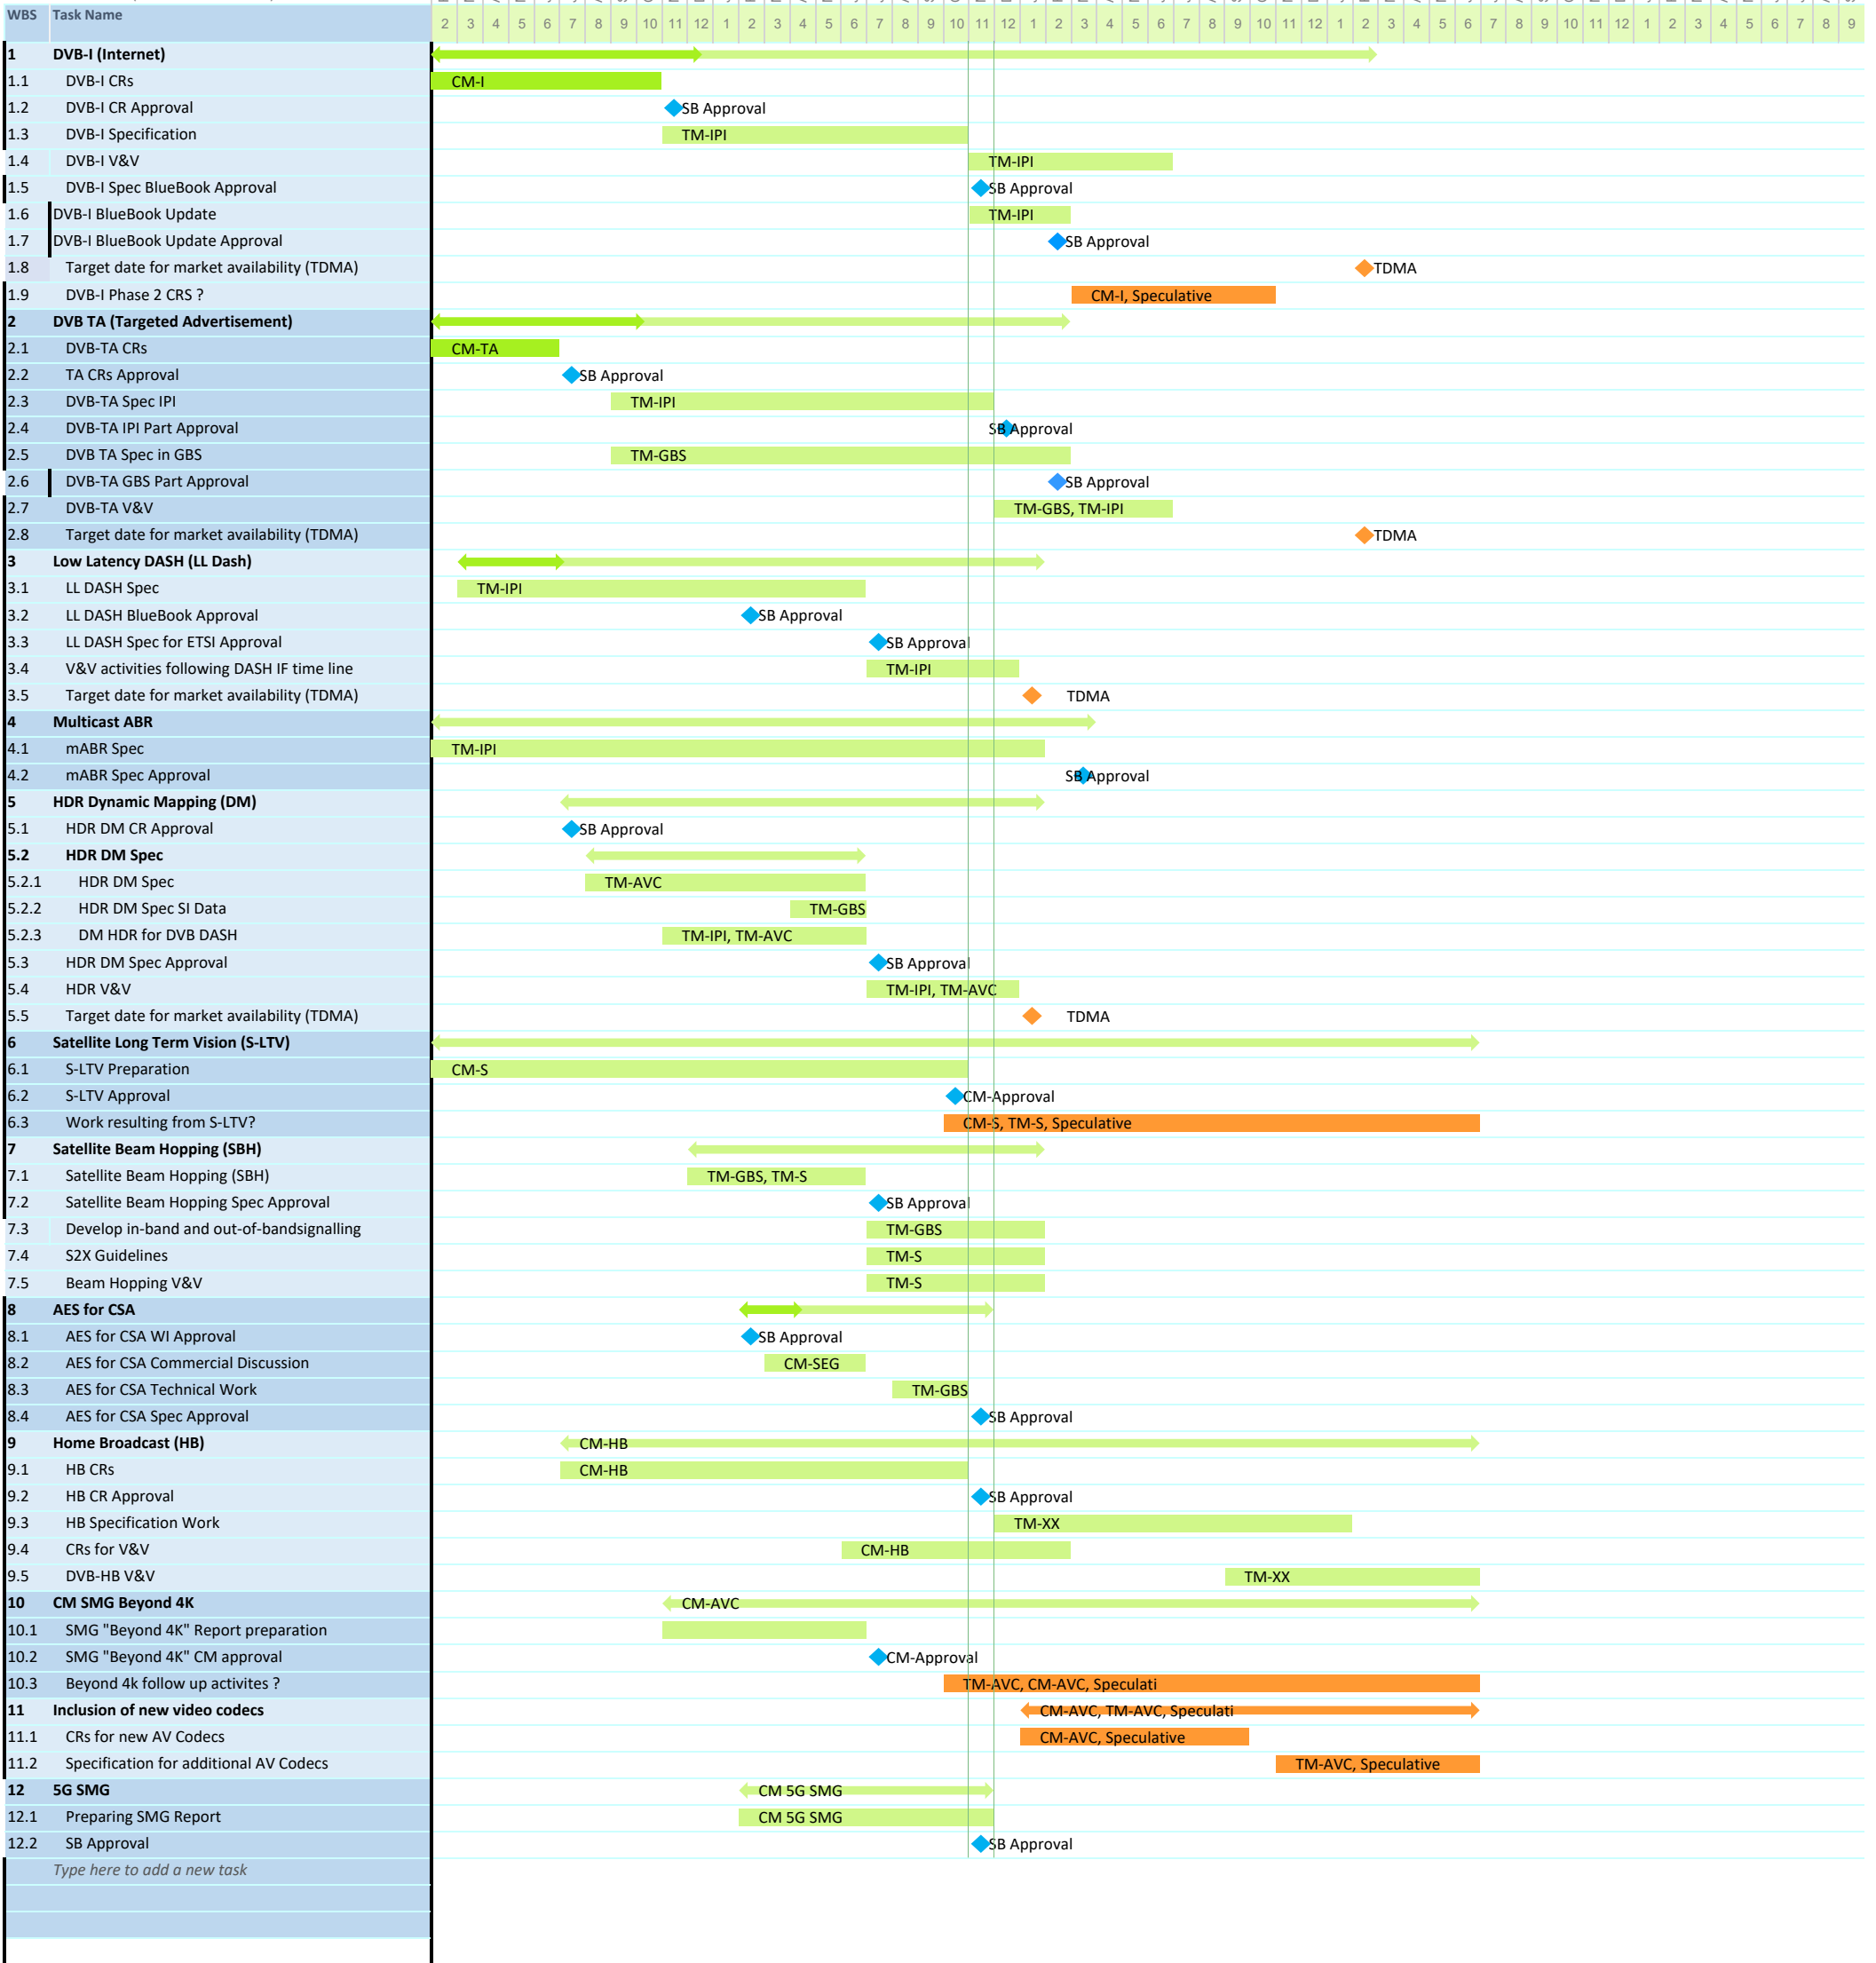 WBS Task Name 2 3 4 5 6 7 8 9 10 11 12 1 2 3 4 5 6 7 8 9 10 11 12 1 2 3 4 5 6 7 8 9 10 11 12 1 2 3 4 5 6 7 8 9 10 11 12 1 2 3 4 5 6 7 8 9
1 DVB-I (Internet)
1.1 DVB-I CRs CM-I
1.2 DVB-I CR Approval SB Approval
1.3 DVB-I Specification TM-IPI
1.4 DVB-I V&V TM-IPI
1.5 DVB-I Spec BlueBook Approval SB Approval
1.6 DVB-I BlueBook Update TM-IPI
1.7 DVB-I BlueBook Update Approval SB Approval
1.8 Target date for market availability (TDMA) TDMA
1.9 DVB-I Phase 2 CRS ? CM-I, Speculative
2 DVB TA (Targeted Advertisement)
2.1 DVB-TA CRs CM-TA
2.2 TA CRs Approval SB Approval
2.3 DVB-TA Spec IPI TM-IPI
2.4 DVB-TA IPI Part Approval SB Approval
2.5 DVB TA Spec in GBS TM-GBS
2.6 DVB-TA GBS Part Approval SB Approval
2.7 DVB-TA V&V TM-GBS, TM-IPI
2.8 Target date for market availability (TDMA) TDMA
3 Low Latency DASH (LL Dash)
3.1 LL DASH Spec TM-IPI
3.2 LL DASH BlueBook Approval SB Approval
3.3 LL DASH Spec for ETSI Approval SB Approval
3.4 V&V activities following DASH IF time line TM-IPI
3.5 Target date for market availability (TDMA) TDMA
4 Multicast ABR
4.1 mABR Spec TM-IPI
4.2 mABR Spec Approval SB Approval
5 HDR Dynamic Mapping (DM)
5.1 HDR DM CR Approval SB Approval
5.2 HDR DM Spec
5.2.1 HDR DM Spec TM-AVC
5.2.2 HDR DM Spec SI Data TM-GBS
5.2.3 DM HDR for DVB DASH TM-IPI, TM-AVC
5.3 HDR DM Spec Approval SB Approval
5.4 HDR V&V TM-IPI, TM-AVC
5.5 Target date for market availability (TDMA) TDMA
6 Satellite Long Term Vision (S-LTV)
6.1 S-LTV Preparation CM-S
6.2 S-LTV Approval CM-Approval
6.3 Work resulting from S-LTV? CM-S, TM-S, Speculative
7 Satellite Beam Hopping (SBH)
7.1 Satellite Beam Hopping (SBH) TM-GBS, TM-S
7.2 Satellite Beam Hopping Spec Approval SB Approval
7.3 Develop in-band and out-of-bandsignalling TM-GBS
7.4 S2X Guidelines TM-S
7.5 Beam Hopping V&V TM-S
8 AES for CSA
8.1 AES for CSA WI Approval SB Approval
8.2 AES for CSA Commercial Discussion CM-SEG
8.3 AES for CSA Technical Work TM-GBS
8.4 AES for CSA Spec Approval SB Approval
9 Home Broadcast (HB) CM-HB
9.1 HB CRs CM-HB
9.2 HB CR Approval SB Approval
9.3 HB Specification Work TM-XX
9.4 CRs for V&V CM-HB
9.5 DVB-HB V&V TM-XX
10 CM SMG Beyond 4K CM-AVC
10.1 SMG "Beyond 4K" Report preparation
10.2 SMG "Beyond 4K" CM approval CM-Approval
10.3 Beyond 4k follow up activites ? TM-AVC, CM-AVC, Speculati
11 Inclusion of new video codecs CM-AVC, TM-AVC, Speculati
11.1 CRs for new AV Codecs CM-AVC, Speculative
11.2 Specification for additional AV Codecs TM-AVC, Speculative
12 5G SMG CM 5G SMG
12.1 Preparing SMG Report CM 5G SMG
12.2 SB Approval SB Approval
Type here to add a new task